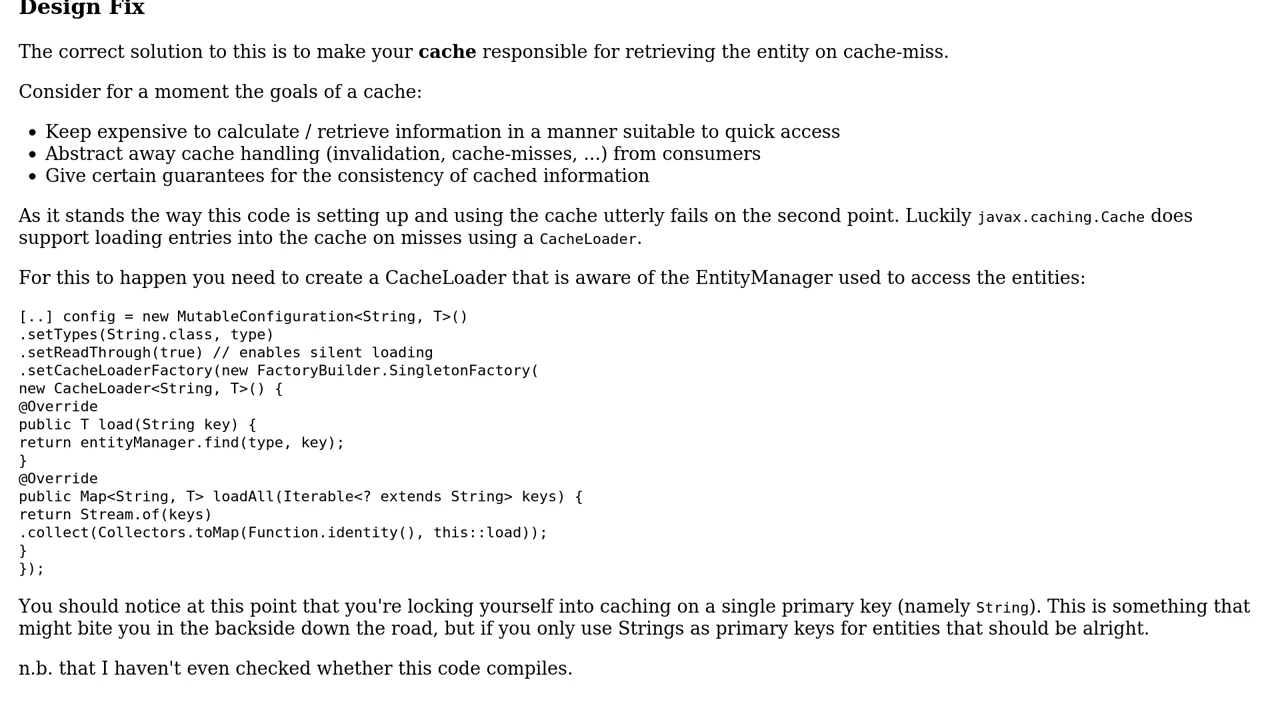 Design Fix
The correct solution to this is to make your cache responsible for retrieving the entity on cache-miss.
Consider for a moment the goals of a cache:
• Keep expensive to calculate / retrieve information in a manner suitable to quick access
• Abstract away cache handling (invalidation, cache-misses, ...) from consumers
• Give certain guarantees for the consistency of cached information
As it stands the way this code is setting up and using the cache utterly fails on the second point. Luckily javax.caching.Cache does
support loading entries into the cache on misses using a CacheLoader.
For this to happen you need to create a CacheLoader that is aware of the EntityManager used to access the entities:
[..] config = new MutableConfiguration<String, T>()
.setTypes(String.class, type)
.setReadThrough(true) // enables silent loading
.setCacheLoaderFactory(new FactoryBuilder.SingletonFactory(
new CacheLoader<String, T>() {
@Override
public T load(String key) {
return entityManager.find(type, key);
}
@Override
public Map<String, T> loadAll(Iterable<? extends String> keys) {
return Stream.of(keys)
.collect(Collectors.toMap(Function.identity(), this::load));
}
});
You should notice at this point that you're locking yourself into caching on a single primary key (namely String). This is something that
might bite you in the backside down the road, but if you only use Strings as primary keys for entities that should be alright.
n.b. that I haven't even checked whether this code compiles.